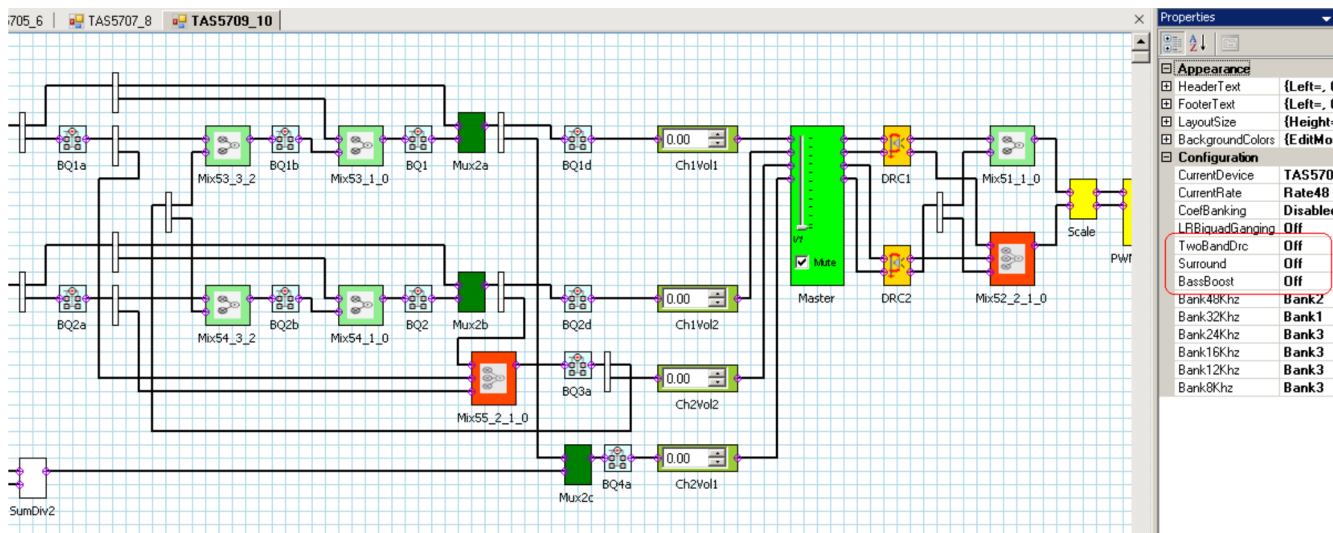 5705_6 TAS5707_8 TAS5709_10
BQ1a
Mix53_3_2
BQ1b
Mix53_1_0
BQ1
Mux2a
BQ1d
0.00
Ch1Vol1
Mute
Master
DRC1
Mix51_1_0
Scale
BQ2a
Mix54_3_2
BQ2b
Mix54_1_0
BQ2
Mux2b
BQ2d
0.00
Ch1Vol2
DRC2
Mix52_2_1_0
Mix55_2_1_0
BQ3a
0.00
Ch2Vol2
SumDiv2
Mux2c
BQ4a
0.00
Ch2Vol1
Properties
Appearance
HeaderText {Left=,
FooterText {Left=,
LayoutSize {Height=
BackgroundColors {EditMo
Configuration
CurrentDevice TAS570
CurrentRate Rate48
CoefBanking Disabled
LRBiquadGanging Off
TwoBandDrc Off
Surround Off
BassBoost Off
Bank48Khz Bank2
Bank32Khz Bank1
Bank24Khz Bank3
Bank16Khz Bank3
Bank12Khz Bank3
Bank8Khz Bank3